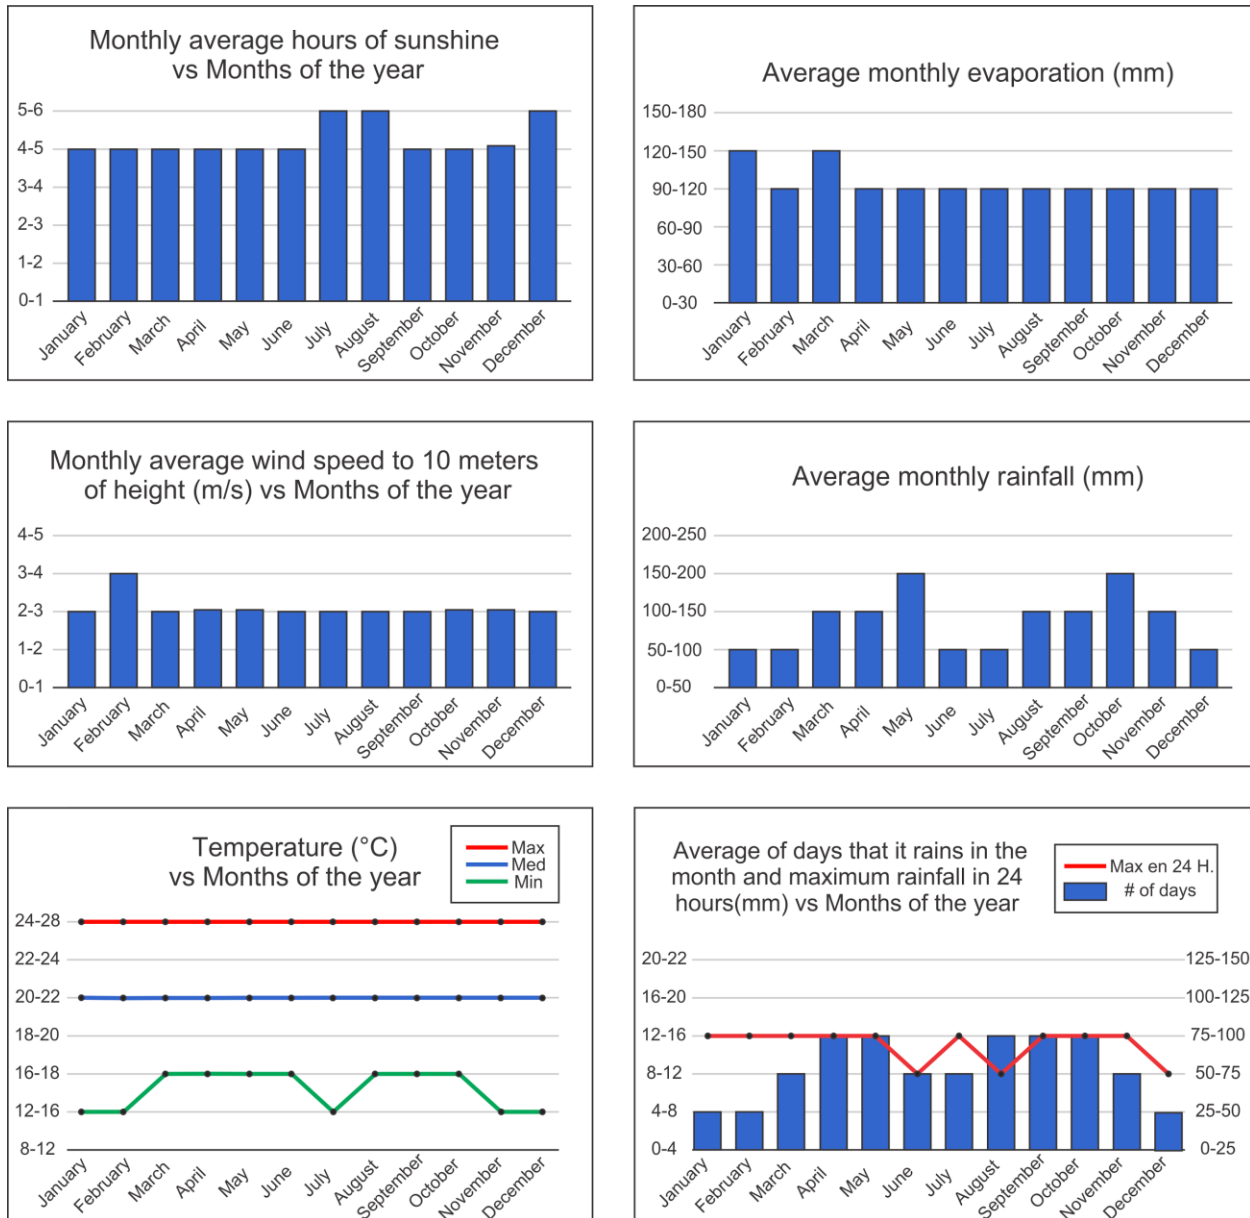 Monthly average hours of sunshine
vs Months of the year
5-6
4-5
3-4
2-3
1-2
0-1
January
February
March
April
May
June
July
August
September
October
November
December
Average monthly evaporation (mm)
150-180
120-150
90-120
60-90
30-60
0-30
January
February
March
April
May
June
July
August
September
October
November
December
Monthly average wind speed to 10 meters
of height (m/s) vs Months of the year
4-5
3-4
2-3
1-2
0-1
January
February
March
April
May
June
July
August
September
October
November
December
Average monthly rainfall (mm)
200-250
150-200
100-150
50-100
0-50
January
February
March
April
May
June
July
August
September
October
November
December
Temperature (°C)
vs Months of the year
Max
Med
Min
24-28
22-24
20-22
18-20
16-18
12-16
8-12
January
February
March
April
May
June
July
August
September
October
November
December
Average of days that it rains in the
month and maximum rainfall in 24
hours(mm) vs Months of the year
Max en 24 H.
# of days
20-22
16-20
12-16
8-12
4-8
0-4
125-150
100-125
75-100
50-75
25-50
0-25
January
February
March
April
May
June
July
August
September
October
November
December